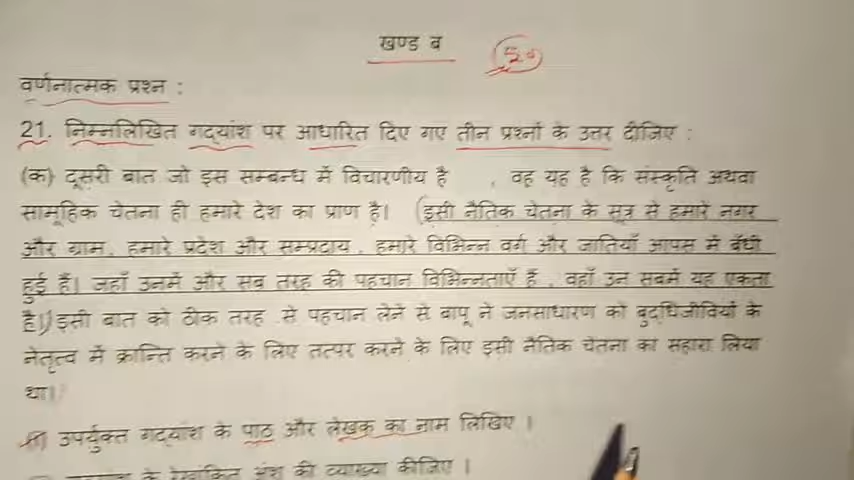 खण्ड ब
50
वर्णनात्मक प्रश्न :
21. निम्नलिखित गद्यांश पर आधारित दिए गए तीन प्रश्नों के उत्तर दीजिए :
(क) दूसरी बात जो इस सम्बन्ध में विचारणीय है , वह यह है कि संस्कृति अथवा
सामूहिक चेतना ही हमारे देश का प्राण है। (इसी नैतिक चेतना के सूत्र से हमारे नगर
और ग्राम, हमारे प्रदेश और सम्प्रदाय, हमारे विभिन्न वर्ग और जातियाँ आपस में बँधी
हुई हैं। जहाँ उनमें और सब तरह की पहचान विभिन्नताएँ हैं , वहाँ उन सबमें यह एकता
है।) इसी बात को ठीक तरह से पहचान लेने से बापू ने जनसाधारण को बुद्धिजीवियों के
नेतृत्व में क्रान्ति करने के लिए तत्पर करने के लिए इसी नैतिक चेतना का सहारा लिया
था।
उपर्युक्त गद्यांश के पाठ और लेखक का नाम लिखिए ।
के रेखांकित अंश की व्याख्या कीजिए ।